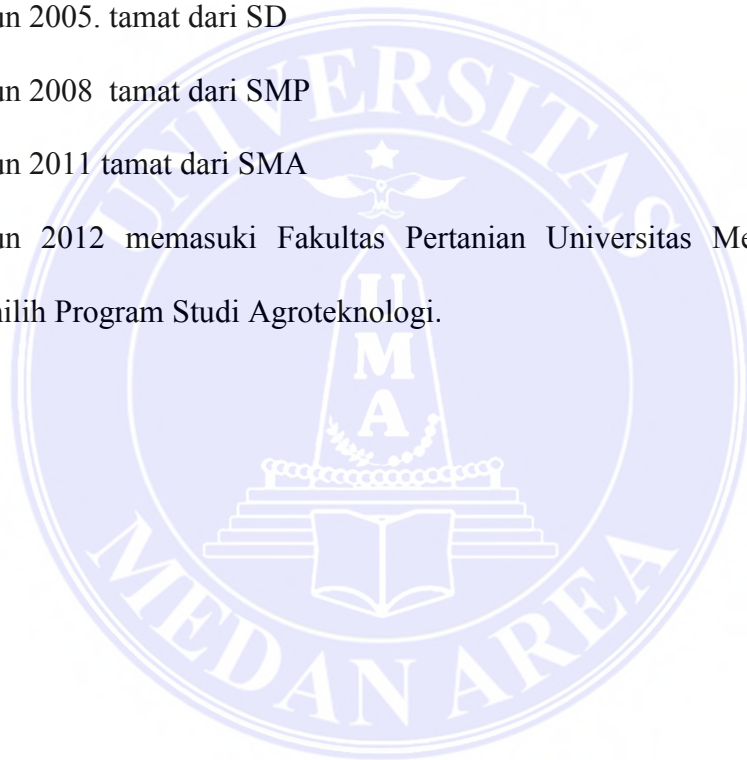 un 2005. tamat dari SD
un 2008 tamat dari SMP
un 2011 tamat dari SMA
un 2012 memasuki Fakultas Pertanian Universitas Me
nilih Program Studi Agroteknologi.
UNIVERSITAS
U
M
A
MEDAN AREA